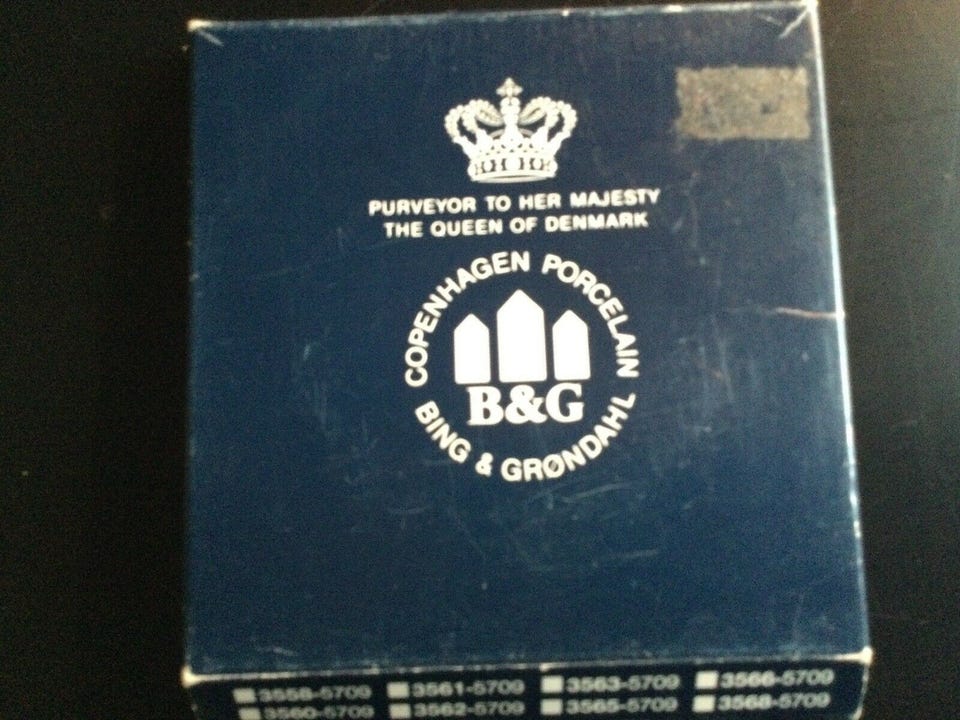 PURVEYOR TO HER MAJESTY
THE QUEEN OF DENMARK
COPENHAGEN PORCELAIN
B&G
BING & GRØNDAHL
3558-5709 3561-5709 3563-5709 3566-5709
3560-5709 3562-5709 3565-5709 3568-5709